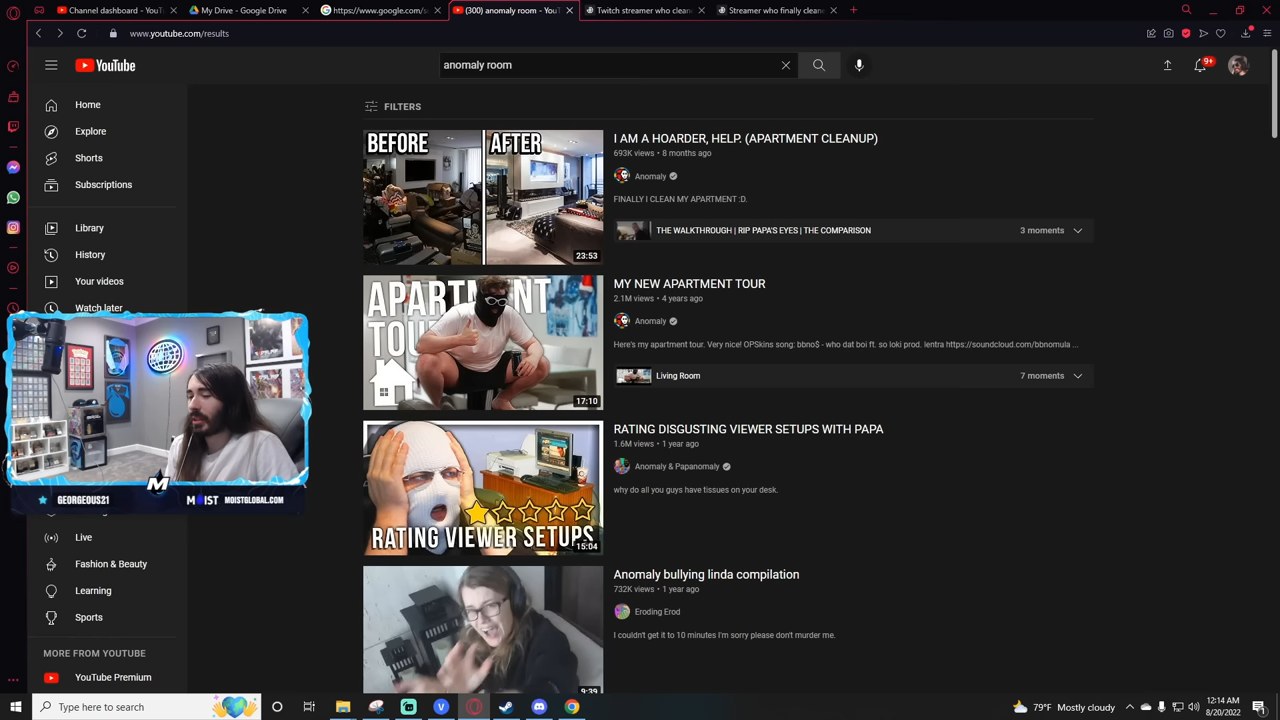 Channel dashboard - YouTu
My Drive - Google Drive
https://www.google.com/sea
(300) anomaly room - YouT
Twitch streamer who clean
Streamer who finally clean
www.youtube.com/results
YouTube
anomaly room
9+
Home
Explore
Shorts
Subscriptions
Library
History
Your videos
Watch later
Live
Fashion & Beauty
Learning
Sports
MORE FROM YOUTUBE
YouTube Premium
FILTERS
BEFORE
AFTER
23:53
I AM A HOARDER, HELP. (APARTMENT CLEANUP)
693K views • 8 months ago
Anomaly
FINALLY I CLEAN MY APARTMENT :D.
THE WALKTHROUGH | RIP PAPA'S EYES | THE COMPARISON
3 moments
APARTMENT
TOUR
17:10
MY NEW APARTMENT TOUR
2.1M views • 4 years ago
Anomaly
Here's my apartment tour. Very nice! OPSkins song: bbno$ - who dat boi ft. so loki prod. lentra https://soundcloud.com/bbnomula ...
Living Room
7 moments
RATING VIEWER SETUPS
15:04
RATING DISGUSTING VIEWER SETUPS WITH PAPA
1.6M views • 1 year ago
Anomaly & Papanomaly
why do all you guys have tissues on your desk.
9:39
Anomaly bullying linda compilation
732K views • 1 year ago
Eroding Erod
I couldn't get it to 10 minutes I'm sorry please don't murder me.
M
GEORGEOUS21
MOIST
MOISTGLOBAL.COM
Type here to search
V
79°F Mostly cloudy
12:14 AM
8/20/2022